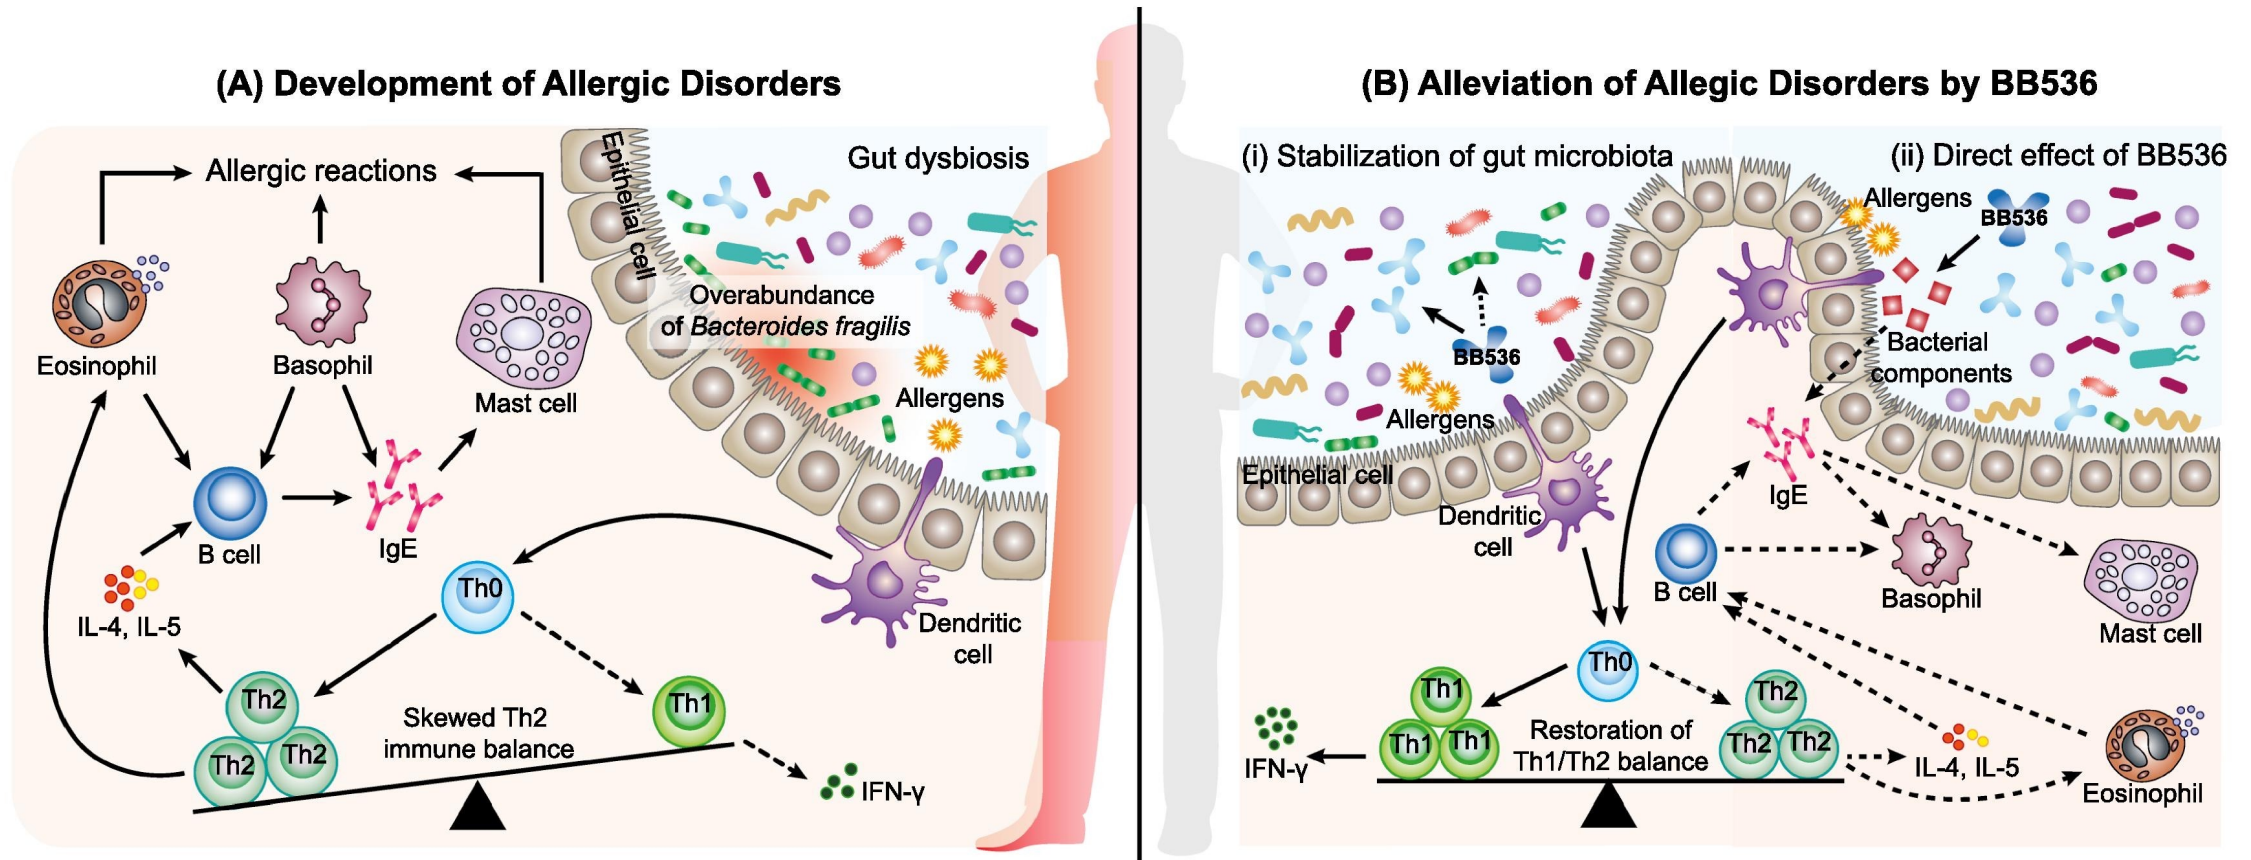 (A) Development of Allergic Disorders
Allergic reactions
Epithelial cell
Gut dysbiosis
Overabundance
of Bacteroides fragilis
Allergens
Eosinophil
Basophil
Mast cell
B cell
IgE
IL-4, IL-5
Th0
Dendritic
cell
Th2
Th2
Th2
Skewed Th2
immune balance
Th1
IFN-γ
(B) Alleviation of Allegic Disorders by BB536
(i) Stabilization of gut microbiota
BB536
Allergens
Epithelial cell
Dendritic
cell
(ii) Direct effect of BB536
Allergens
BB536
Bacterial
components
IgE
B cell
Basophil
Mast cell
Th0
Th1
Th1
Th1
IFN-γ
Restoration of
Th1/Th2 balance
Th2
Th2
Th2
IL-4, IL-5
Eosinophil